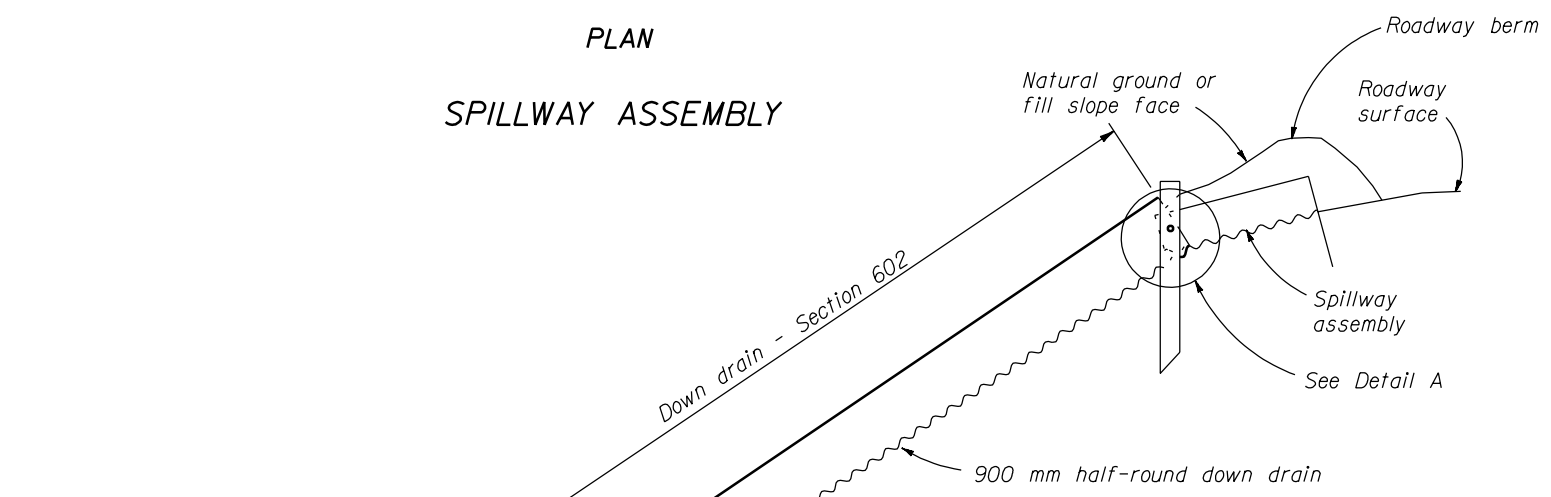 PLAN
SPILLWAY ASSEMBLY
Roadway berm
Natural ground or
fill slope face
Roadway
surface
Down drain - Section 602
Spillway
assembly
See Detail A
900 mm half-round down drain